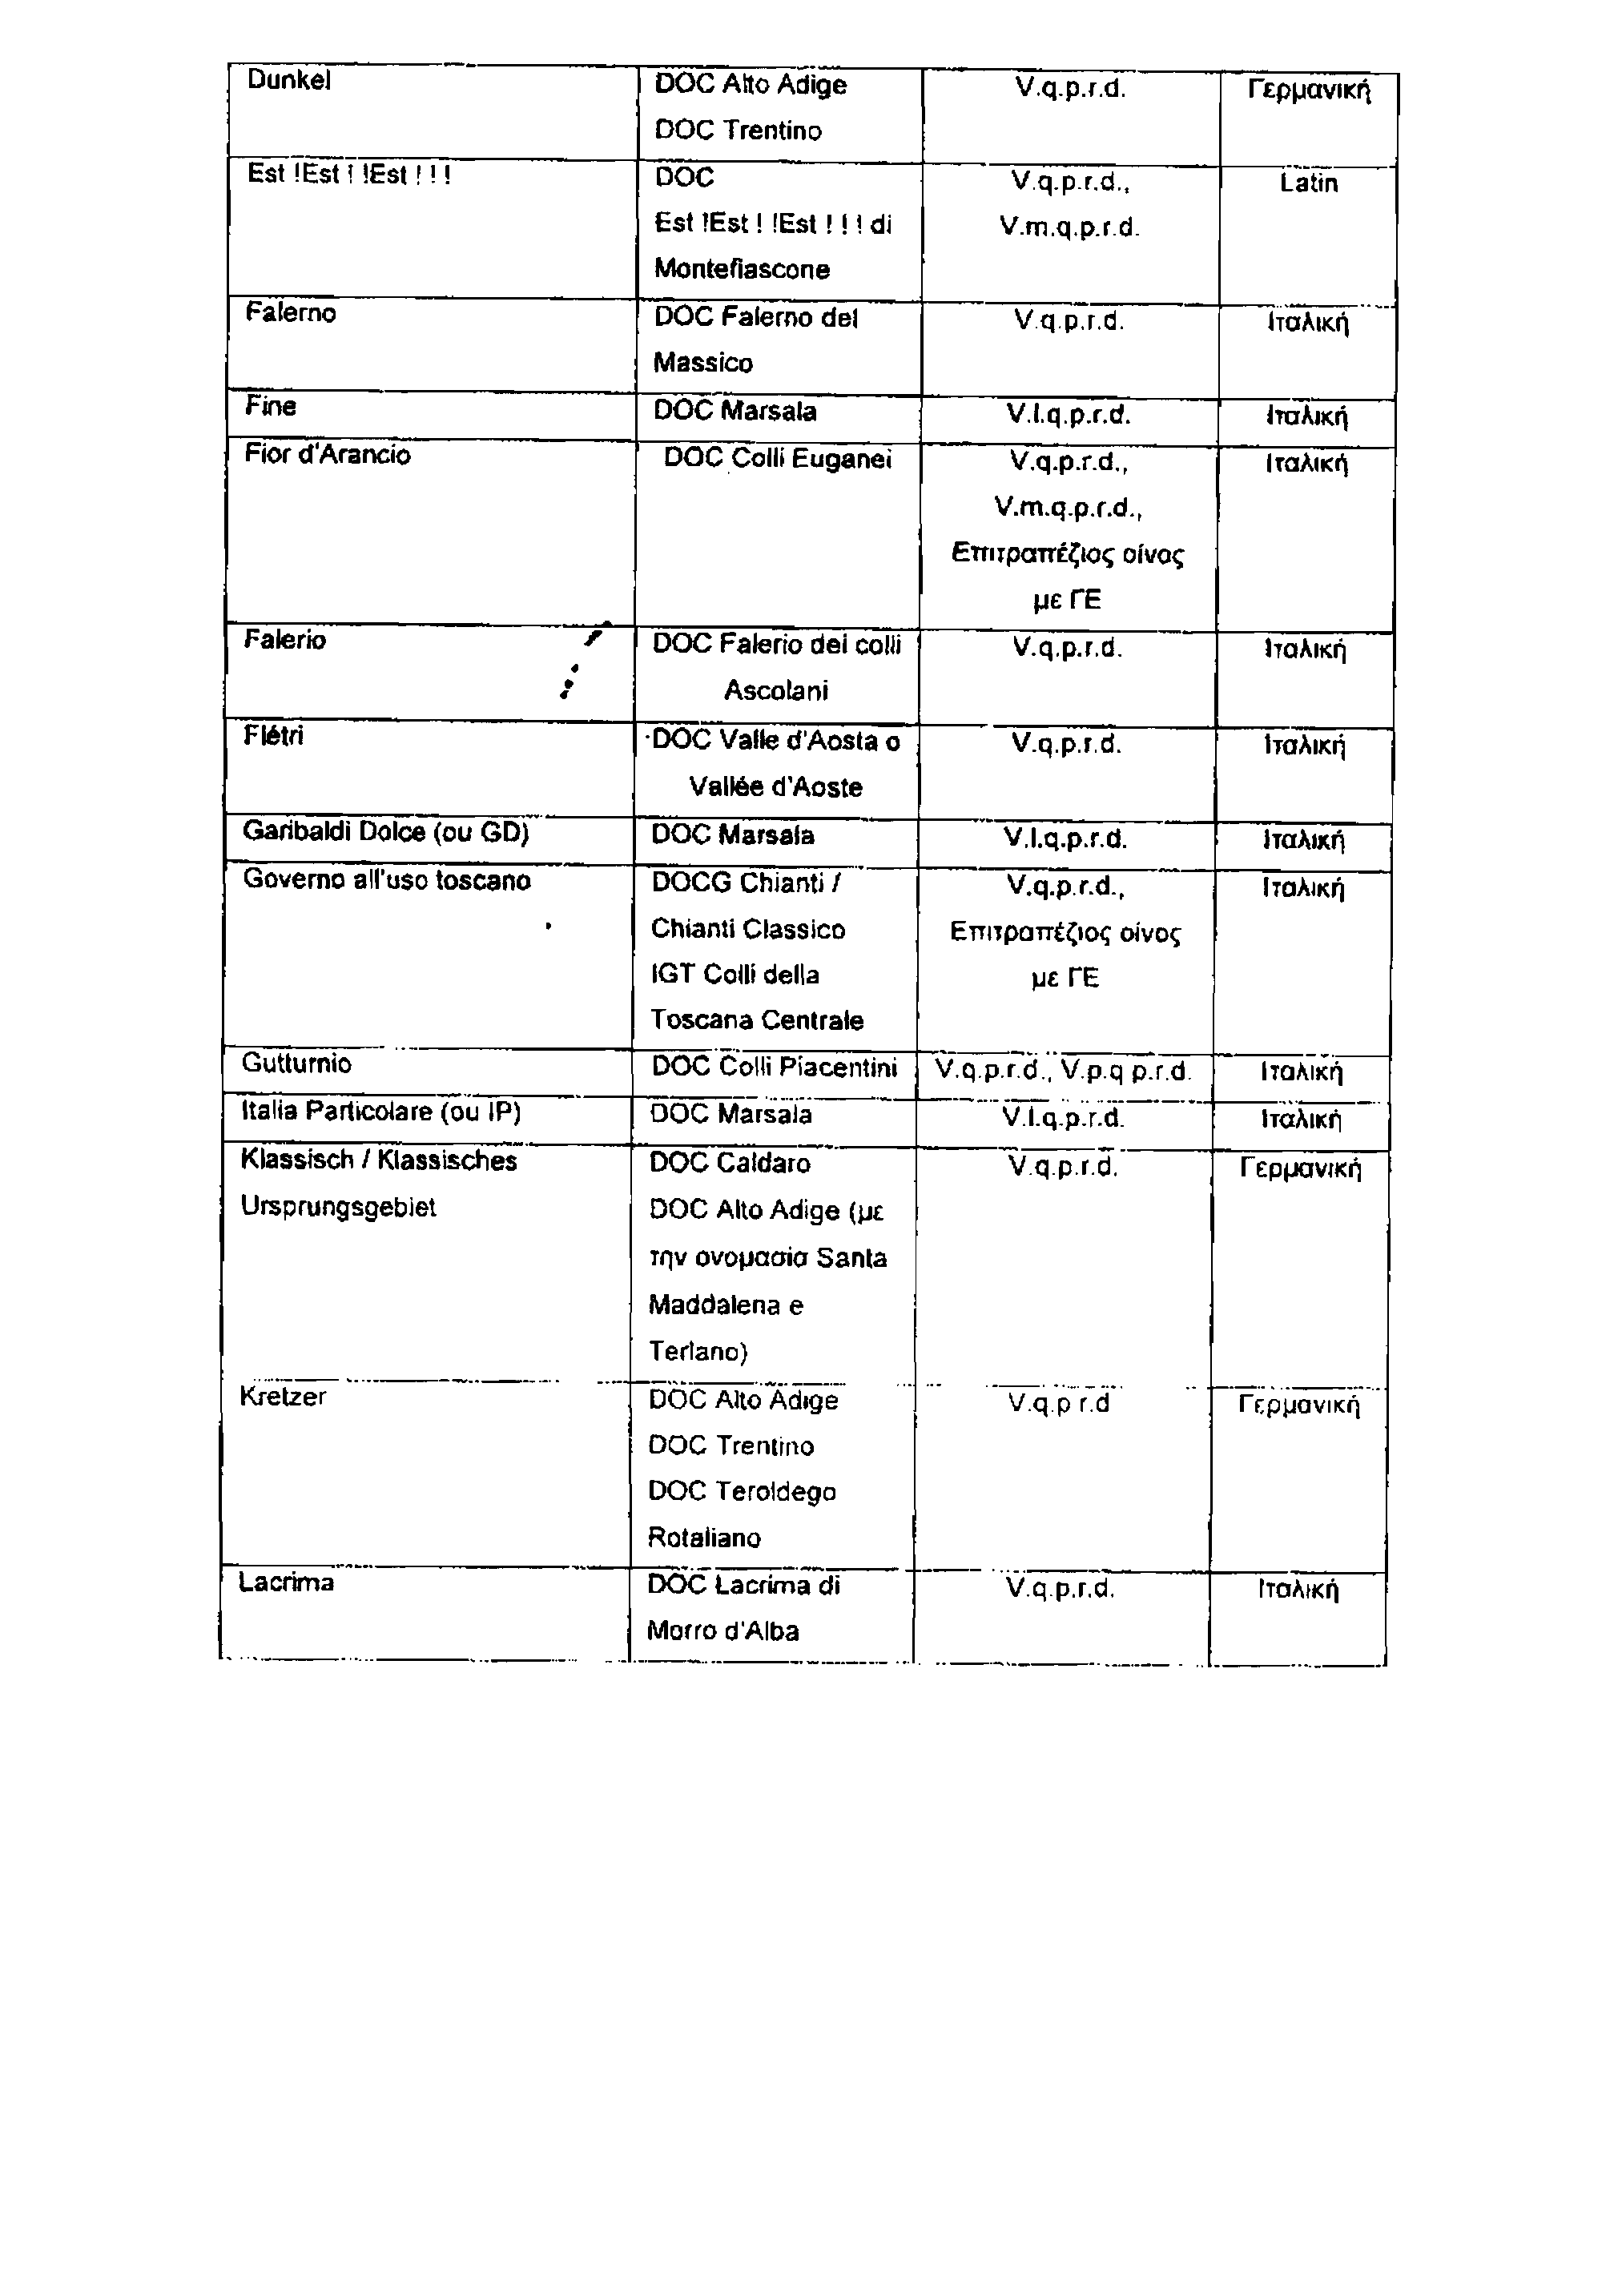 Dunkel
DOC Alto Adige
DOC Trentino
V.q.p.r.d.
Γερμανική
Est !Est ! !Est ! ! !
DOC
Est !Est ! !Est ! ! ! di
Montefiascone
V.q.p.r.d.,
V.m.q.p.r.d.
Latin
Falerno
DOC Falerno del
Massico
V.q.p.r.d.
Ιταλική
Fine
DOC Marsala
V.l.q.p.r.d.
Ιταλική
Fior d'Arancio
DOC Colli Euganei
V.q.p.r.d.,
V.m.q.p.r.d.,
Επιτραπέζιος οίνος
με ΓΕ
Ιταλική
Falerio
DOC Falerio dei colli
Ascolani
V.q.p.r.d.
Ιταλική
Flétri
DOC Valle d'Aosta o
Vallée d'Aoste
V.q.p.r.d.
Ιταλική
Garibaldi Dolce (ou GD)
DOC Marsala
V.l.q.p.r.d.
Ιταλική
Governo all'uso toscano
DOCG Chianti /
Chianti Classico
IGT Colli della
Toscana Centrale
V.q.p.r.d.,
Επιτραπέζιος οίνος
με ΓΕ
Ιταλική
Gutturnio
DOC Colli Piacentini
V.q.p.r.d., V.p.q p.r.d.
Ιταλική
Italia Particolare (ou IP)
DOC Marsala
V.l.q.p.r.d.
Ιταλική
Klassisch / Klassisches
Ursprungsgebiet
DOC Caldaro
DOC Alto Adige (με
την ονομασία Santa
Maddalena e
Terlano)
V.q.p.r.d.
Γερμανική
Kretzer
DOC Alto Adige
DOC Trentino
DOC Teroldego
Rotaliano
V.q.p r.d
Γερμανική
Lacrima
DOC Lacrima di
Morro d'Alba
V.q.p.r.d.
Ιταλική